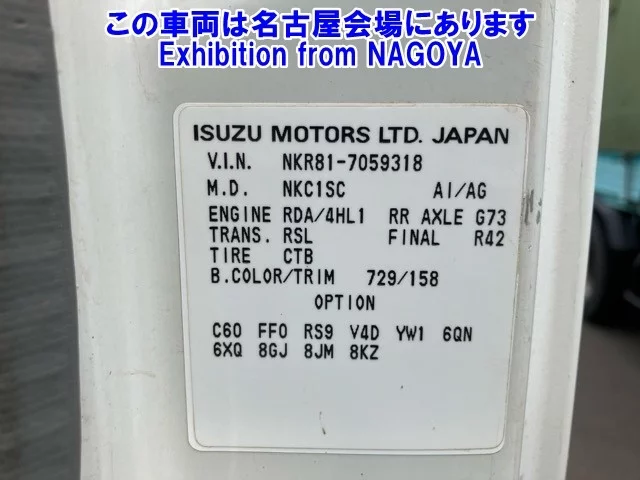 この車両は名古屋会場にあります
Exhibition from NAGOYA
ISUZU MOTORS LTD. JAPAN
V.I.N. NKR81-7059318
M.D. NKC1SC AI/AG
ENGINE RDA/4HL1 RR AXLE G73
TRANS. RSL FINAL R42
TIRE CTB
B.COLOR/TRIM 729/158
OPTION
C60 FF0 RS9 V4D YW1 6QN
6XQ 8GJ 8JM 8KZ